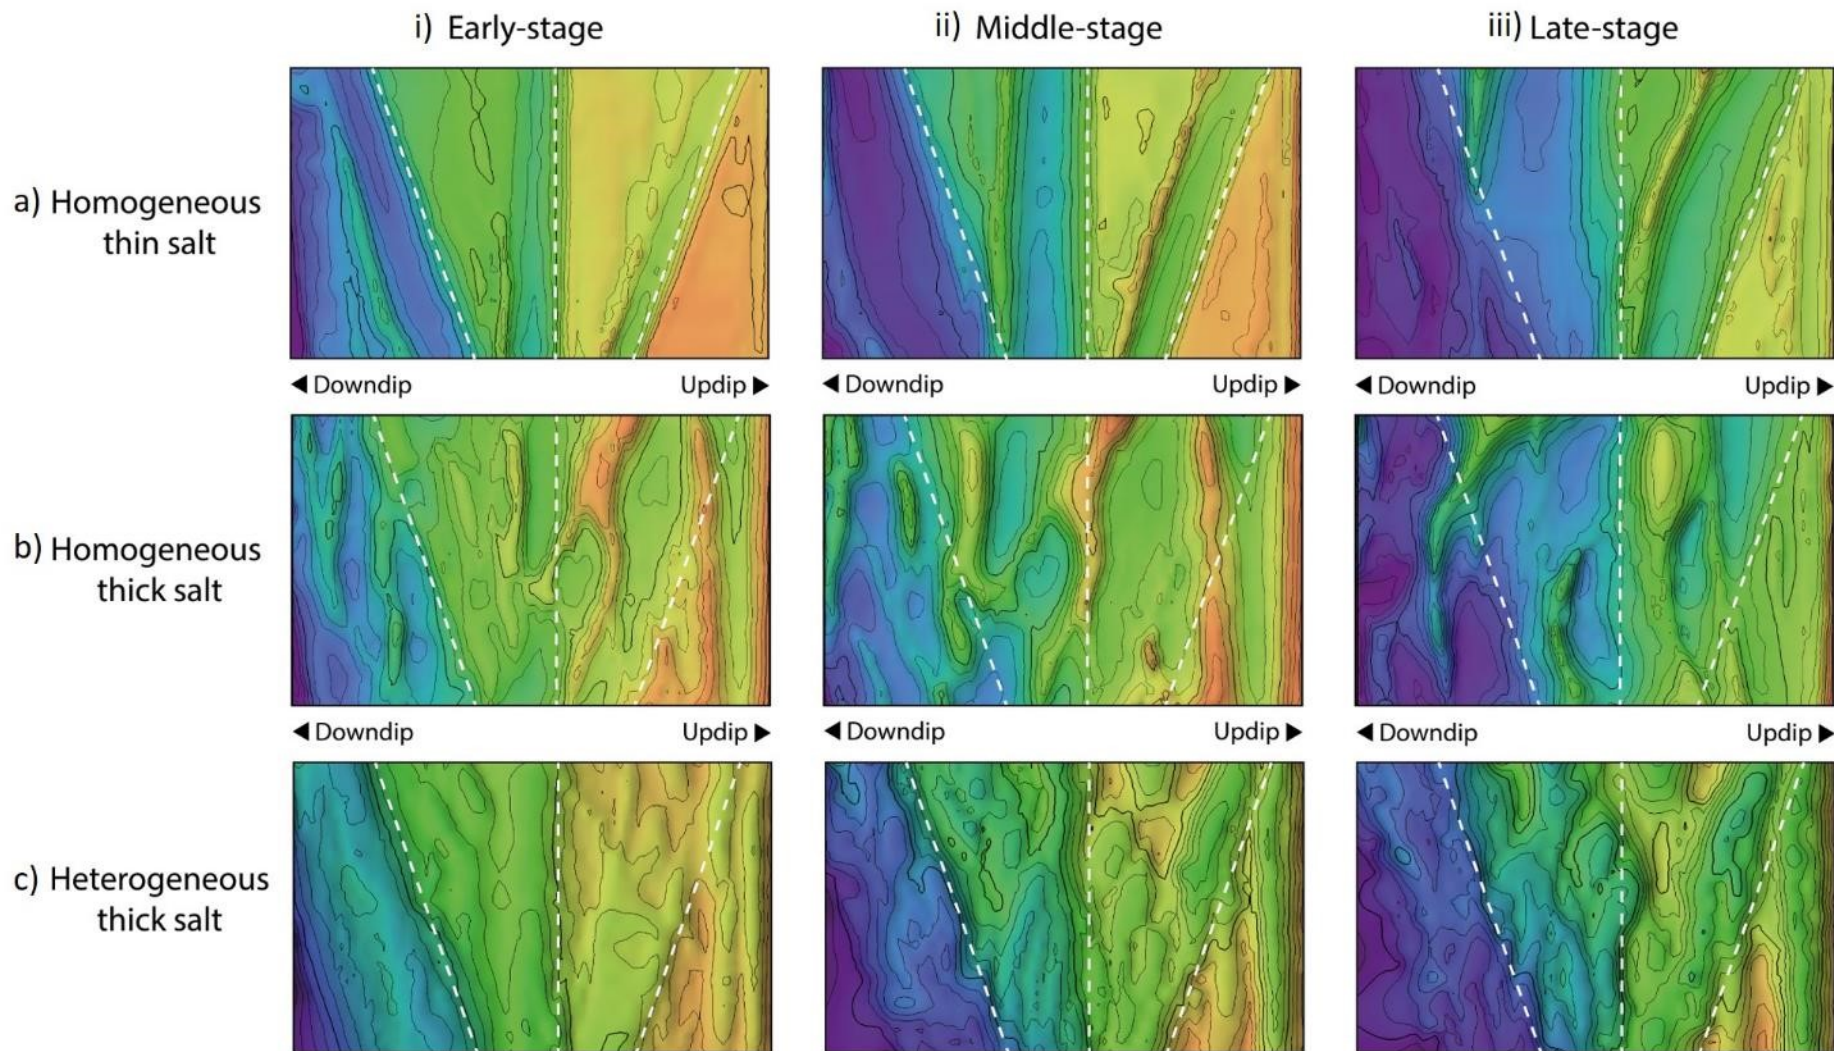 i) Early-stage
ii) Middle-stage
iii) Late-stage
a) Homogeneous
thin salt
◀ Downdip
Updip ▶
◀ Downdip
Updip ▶
◀ Downdip
Updip ▶
b) Homogeneous
thick salt
◀ Downdip
Updip ▶
◀ Downdip
Updip ▶
◀ Downdip
Updip ▶
c) Heterogeneous
thick salt